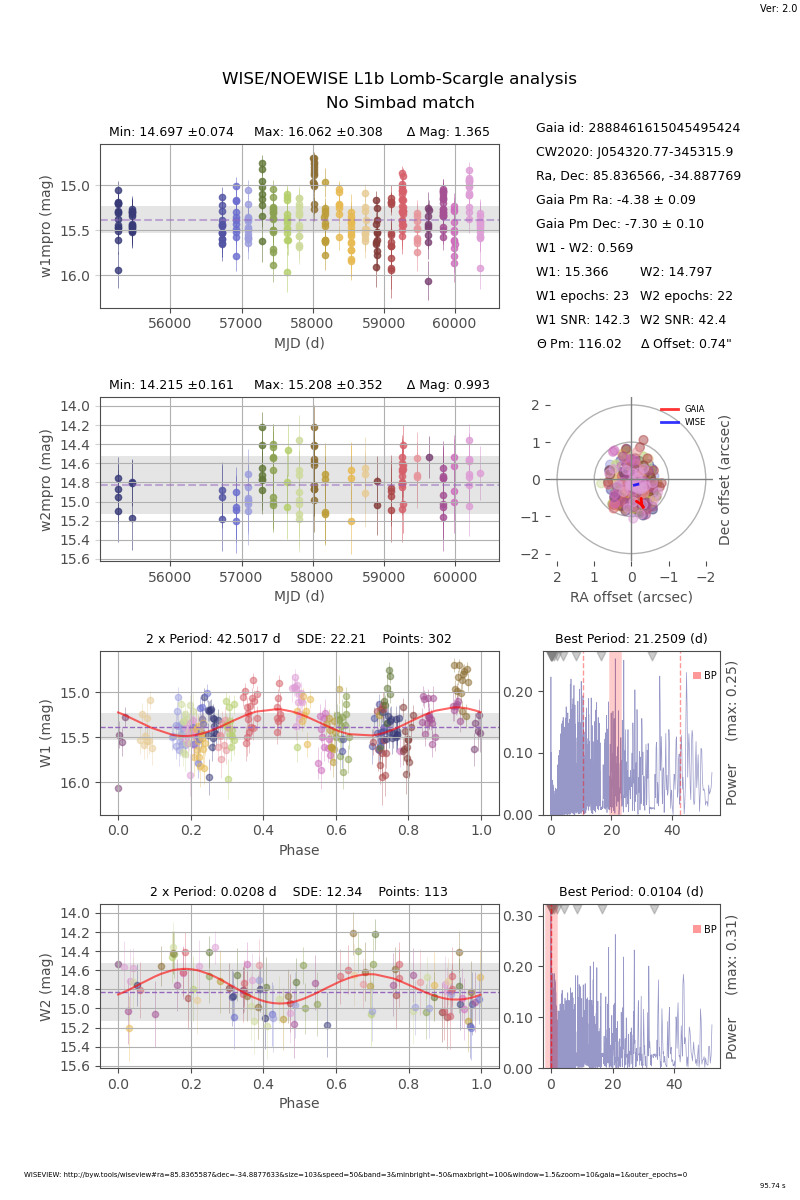 Ver: 2.0
WISE/NOEWISE L1b Lomb-Scargle analysis
No Simbad match
Min: 14.697 ±0.074 Max: 16.062 ±0.308 Δ Mag: 1.365
15.0
15.5
16.0
w1mpro (mag)
56000 57000 58000 59000 60000
MJD (d)
Gaia id: 2888461615045495424
CW2020: J054320.77-345315.9
Ra, Dec: 85.836566, -34.887769
Gaia Pm Ra: -4.38 ± 0.09
Gaia Pm Dec: -7.30 ± 0.10
W1 - W2: 0.569
W1: 15.366 W2: 14.797
W1 epochs: 23 W2 epochs: 22
W1 SNR: 142.3 W2 SNR: 42.4
Θ Pm: 116.02 Δ Offset: 0.74"
Min: 14.215 ±0.161 Max: 15.208 ±0.352 Δ Mag: 0.993
14.0
14.2
14.4
14.6
14.8
15.0
15.2
15.4
15.6
w2mpro (mag)
56000 57000 58000 59000 60000
MJD (d)
GAIA
WISE
2
1
0
−1
−2
Dec offset (arcsec)
2 1 0 −1 −2
RA offset (arcsec)
2 x Period: 42.5017 d SDE: 22.21 Points: 302
15.0
15.5
16.0
W1 (mag)
0.0 0.2 0.4 0.6 0.8 1.0
Phase
Best Period: 21.2509 (d)
BP
0.20
0.10
0.00
Power (max: 0.25)
0 20 40
2 x Period: 0.0208 d SDE: 12.34 Points: 113
14.0
14.2
14.4
14.6
14.8
15.0
15.2
15.4
15.6
W2 (mag)
0.0 0.2 0.4 0.6 0.8 1.0
Phase
Best Period: 0.0104 (d)
BP
0.30
0.20
0.10
0.00
Power (max: 0.31)
0 20 40
WISEVIEW: http://byw.tools/wiseview#ra=85.8365587&dec=-34.8877633&size=103&speed=50&band=3&minbright=-50&maxbright=100&window=1.5&zoom=10&gaia=1&outer_epochs=0
95.74 s